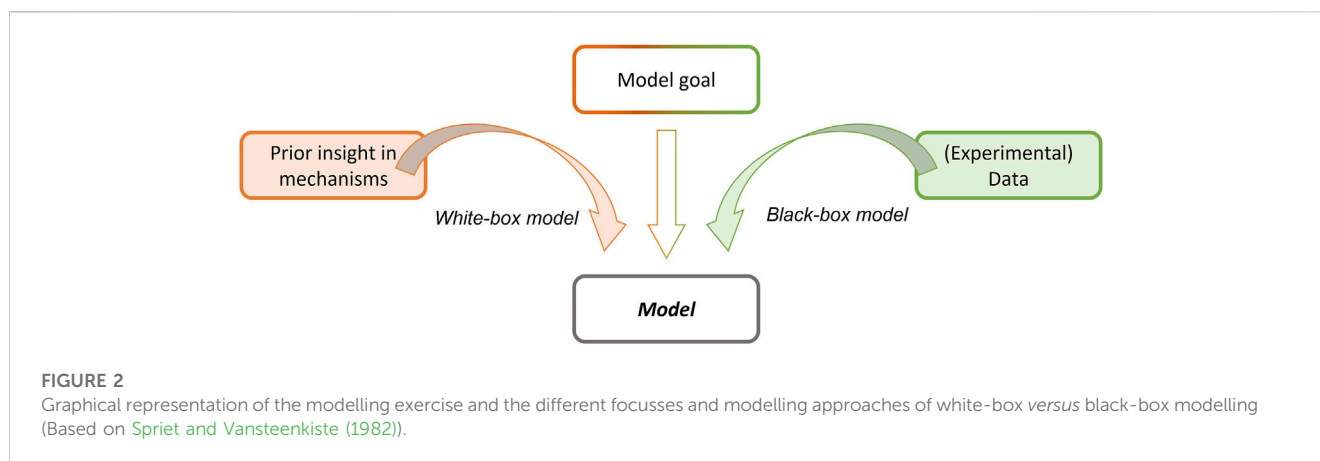 Model goal
Prior insight in
mechanisms
(Experimental)
Data
White-box model
Black-box model
Model
FIGURE 2
Graphical representation of the modelling exercise and the different focusses and modelling approaches of white-box versus black-box modelling
(Based on Spriet and Vansteenkiste (1982)).